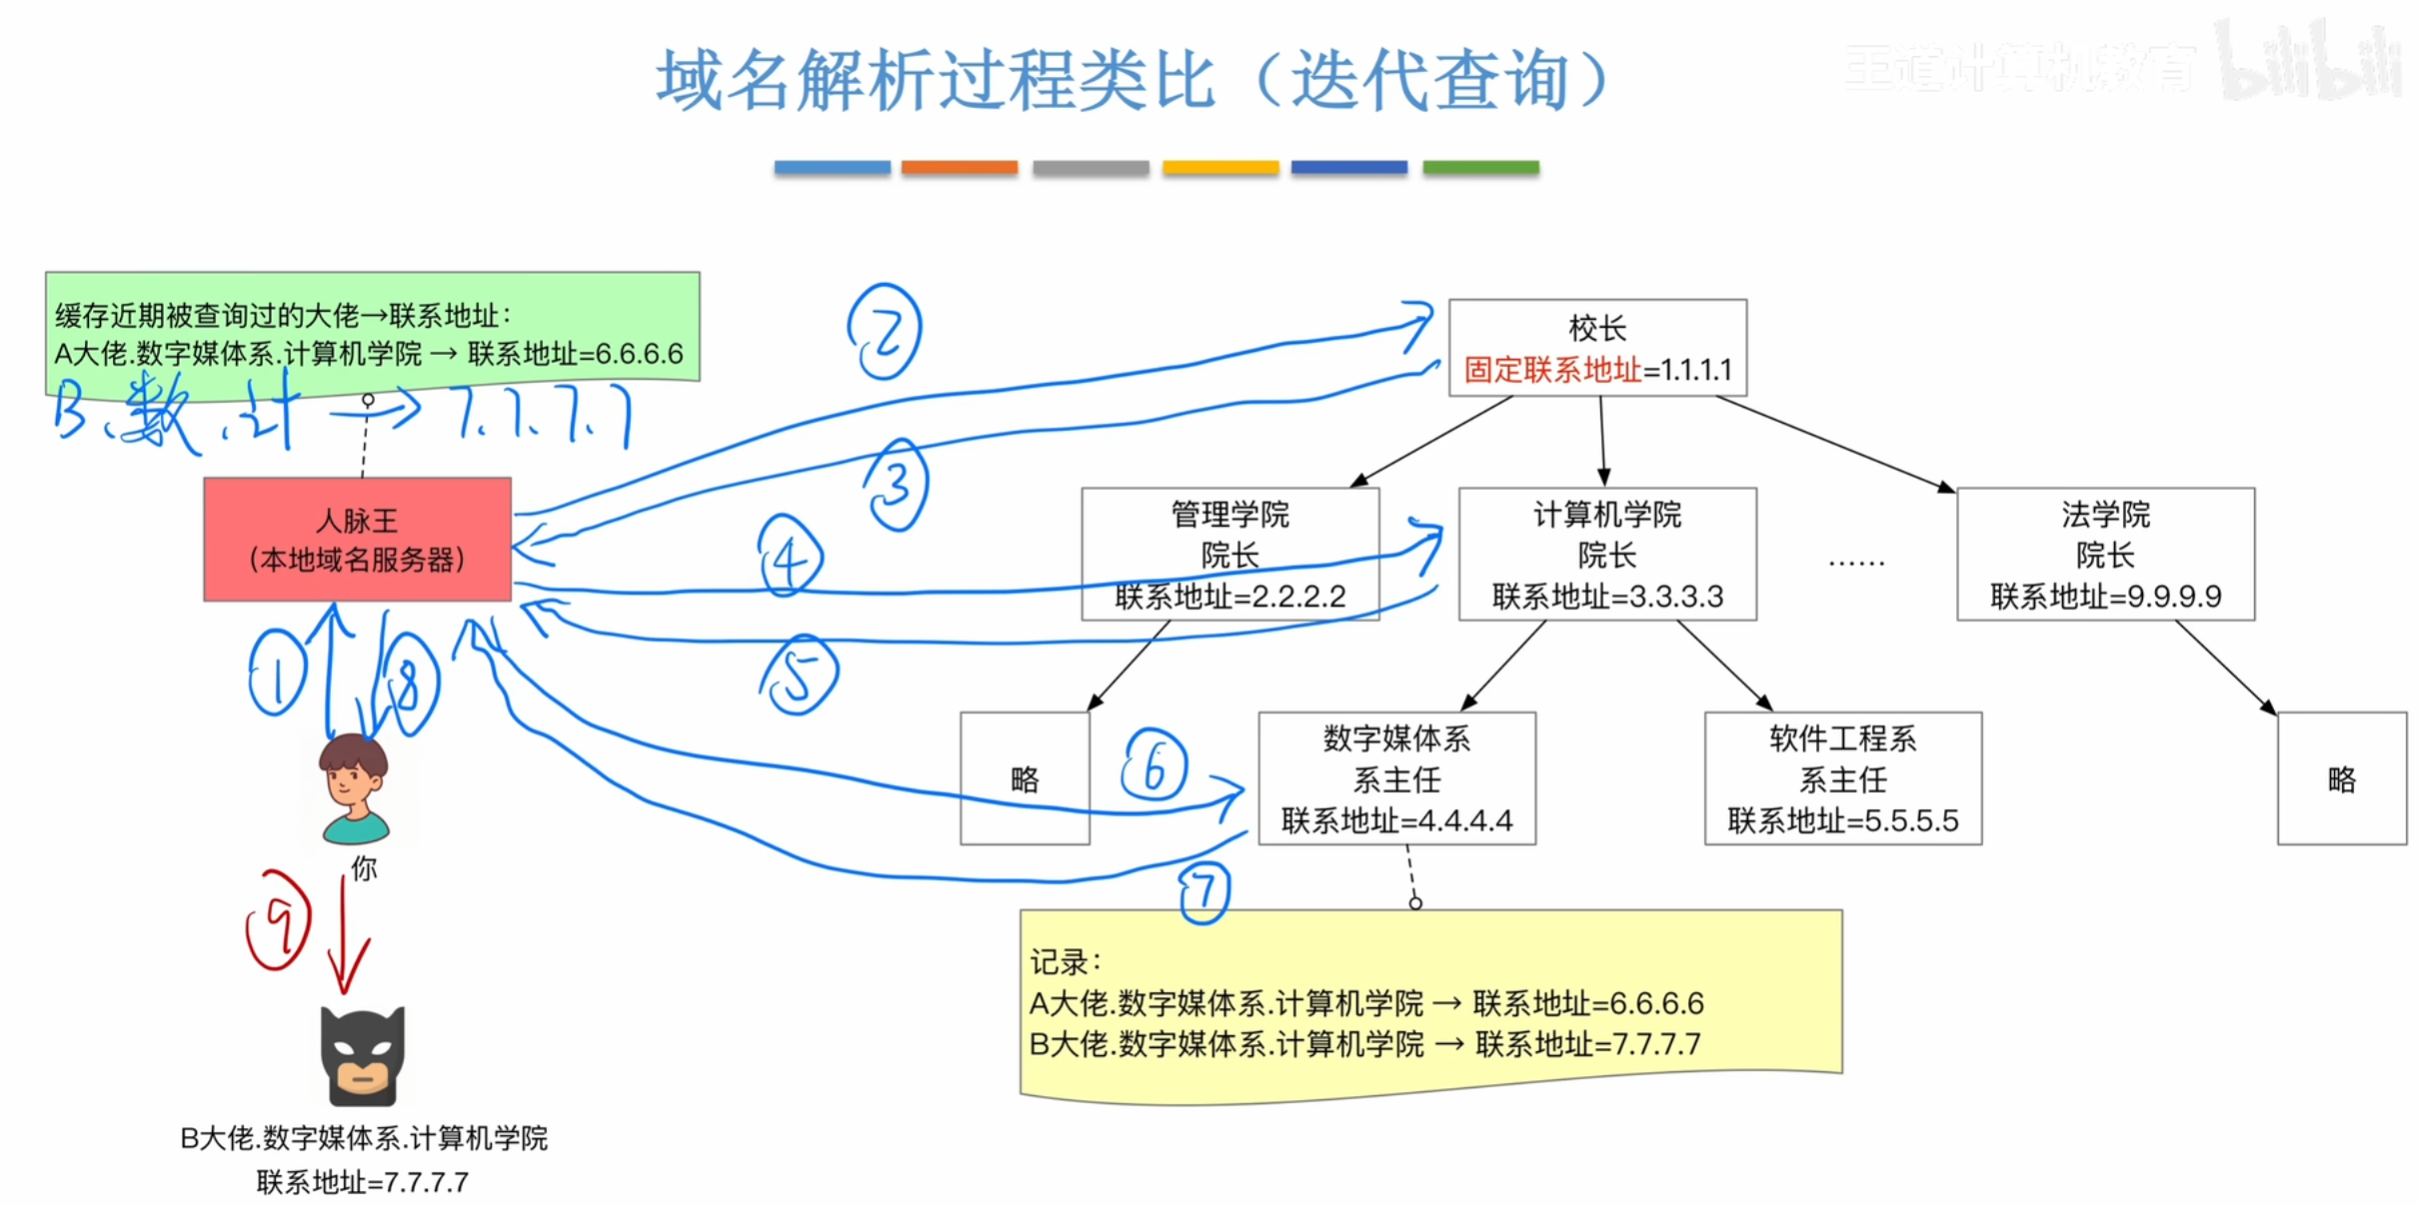 域名解析过程类比（迭代查询）
王道计算机教育
bilibili
缓存近期被查询过的大佬→联系地址：
A大佬.数字媒体系.计算机学院 → 联系地址=6.6.6.6
B.数.计 → 7.7.7.7
人脉王
（本地域名服务器）
①
⑧
你
⑨
B大佬.数字媒体系.计算机学院
联系地址=7.7.7.7
②
③
④
⑤
⑥
⑦
校长
固定联系地址=1.1.1.1
管理学院
院长
联系地址=2.2.2.2
计算机学院
院长
联系地址=3.3.3.3
……
法学院
院长
联系地址=9.9.9.9
略
数字媒体系
系主任
联系地址=4.4.4.4
软件工程系
系主任
联系地址=5.5.5.5
略
记录：
A大佬.数字媒体系.计算机学院 → 联系地址=6.6.6.6
B大佬.数字媒体系.计算机学院 → 联系地址=7.7.7.7